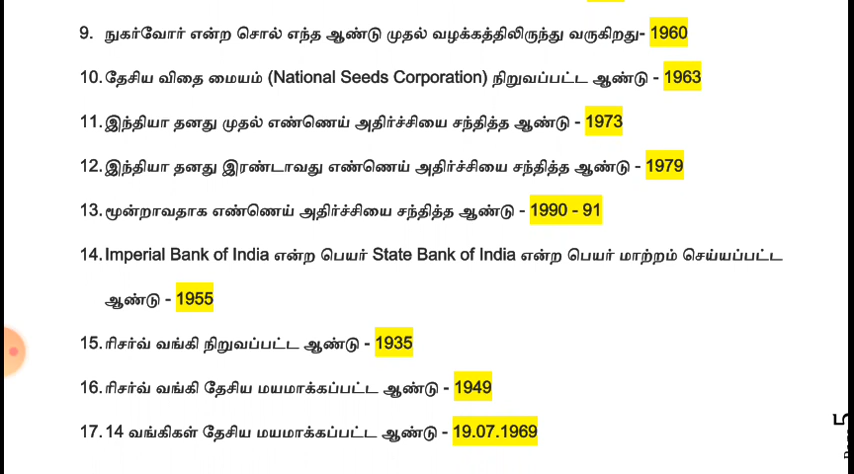 9. நுகர்வோர் என்ற சொல் எந்த ஆண்டு முதல் வழக்கத்திலிருந்து வருகிறது- 1960
10. தேசிய விதை மையம் (National Seeds Corporation) நிறுவப்பட்ட ஆண்டு - 1963
11. இந்தியா தனது முதல் எண்ணெய் அதிர்ச்சியை சந்தித்த ஆண்டு - 1973
12. இந்தியா தனது இரண்டாவது எண்ணெய் அதிர்ச்சியை சந்தித்த ஆண்டு - 1979
13. மூன்றாவதாக எண்ணெய் அதிர்ச்சியை சந்தித்த ஆண்டு - 1990 - 91
14. Imperial Bank of India என்ற பெயர் State Bank of India என்ற பெயர் மாற்றம் செய்யப்பட்ட
ஆண்டு - 1955
15. ரிசர்வ் வங்கி நிறுவப்பட்ட ஆண்டு - 1935
16. ரிசர்வ் வங்கி தேசிய மயமாக்கப்பட்ட ஆண்டு - 1949
17. 14 வங்கிகள் தேசிய மயமாக்கப்பட்ட ஆண்டு - 19.07.1969
5